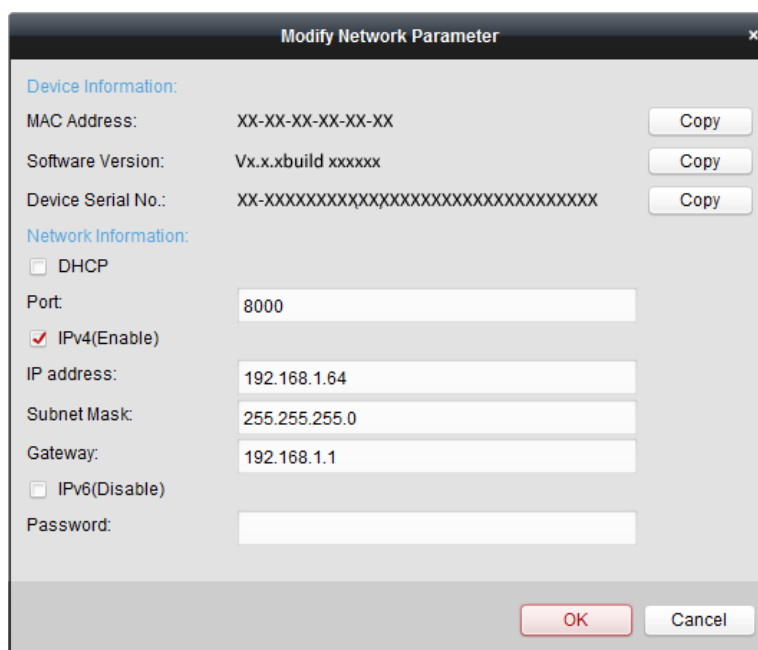 Modify Network Parameter ×
Device Information:
MAC Address: XX-XX-XX-XX-XX-XX Copy
Software Version: Vx.x.xbuild xxxxxx Copy
Device Serial No.: XX-XXXXXXXXXXXXXXXXXXXXXXXXXXXXXXXXX Copy
Network Information:
DHCP
Port: 8000
IPv4(Enable)
IP address: 192.168.1.64
Subnet Mask: 255.255.255.0
Gateway: 192.168.1.1
IPv6(Disable)
Password:
OK Cancel